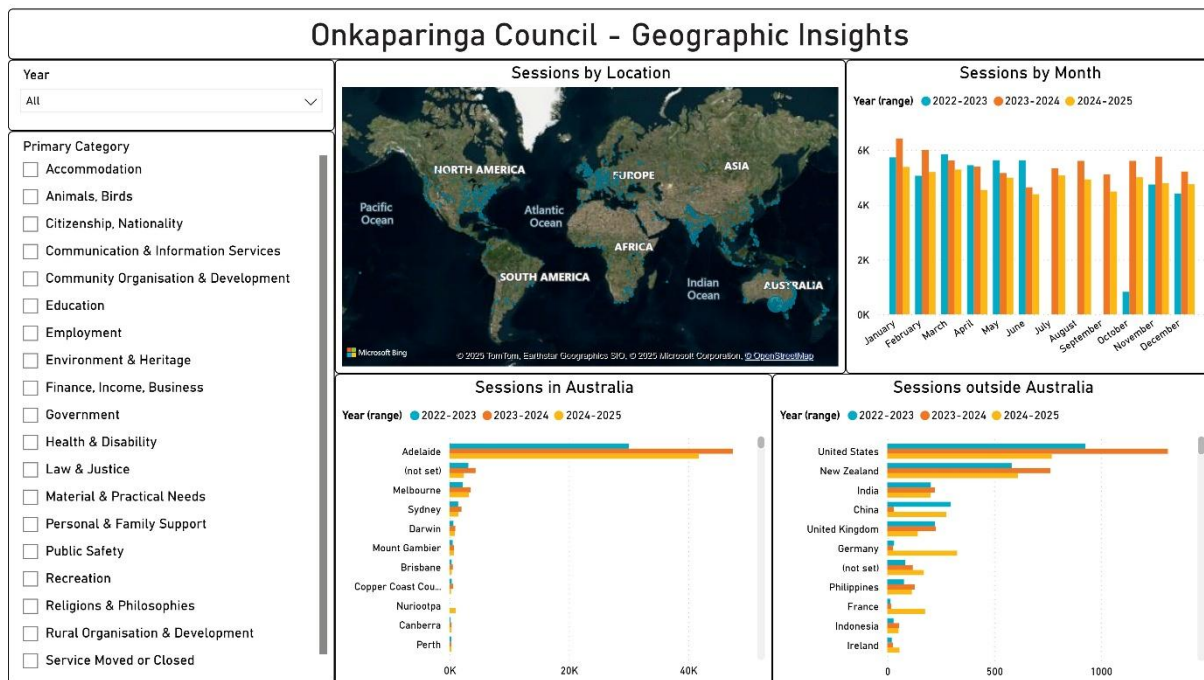 Onkaparinga Council - Geographic Insights
Year
All
Primary Category
Accommodation
Animals, Birds
Citizenship, Nationality
Communication & Information Services
Community Organisation & Development
Education
Employment
Environment & Heritage
Finance, Income, Business
Government
Health & Disability
Law & Justice
Material & Practical Needs
Personal & Family Support
Public Safety
Recreation
Religions & Philosophies
Rural Organisation & Development
Service Moved or Closed
Sessions by Location
NORTH AMERICA
EUROPE
ASIA
Pacific
Ocean
Atlantic
Ocean
AFRICA
SOUTH AMERICA
Indian
Ocean
AUSTRALIA
Microsoft Bing
© 2025 TomTom, Earthstar Geographics SIO, © 2025 Microsoft Corporation, © OpenStreetMap
Sessions by Month
Year (range) 2022-2023 2023-2024 2024-2025
6K
4K
2K
0K
January
February
March
April
May
June
July
August
September
October
November
December
Sessions in Australia
Year (range) 2022-2023 2023-2024 2024-2025
Adelaide
(not set)
Melbourne
Sydney
Darwin
Mount Gambier
Brisbane
Copper Coast Cou...
Nuriootpa
Canberra
Perth
0K 20K 40K
Sessions outside Australia
Year (range) 2022-2023 2023-2024 2024-2025
United States
New Zealand
India
China
United Kingdom
Germany
(not set)
Philippines
France
Indonesia
Ireland
0 500 1000